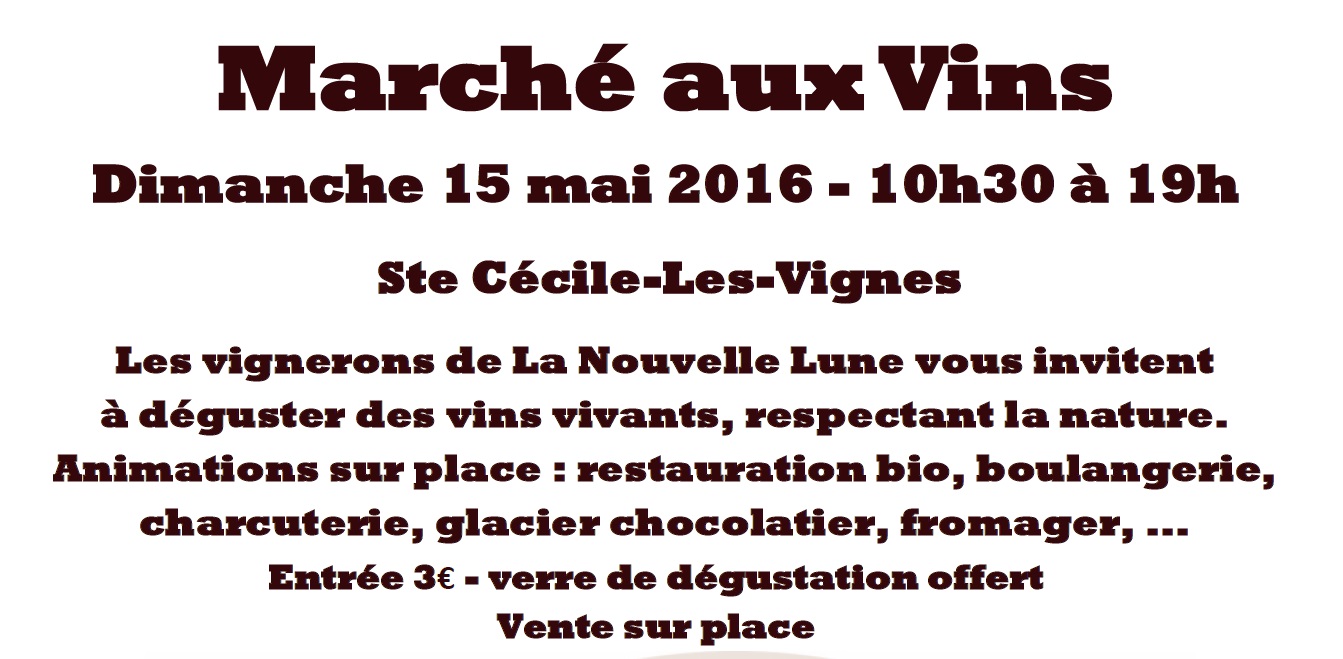 Marché aux Vins
Dimanche 15 mai 2016 - 10h30 à 19h
Ste Cécile-Les-Vignes
Les vignerons de La Nouvelle Lune vous invitent
à déguster des vins vivants, respectant la nature.
Animations sur place : restauration bio, boulangerie,
charcuterie, glacier chocolatier, fromager, ...
Entrée 3€ - verre de dégustation offert
Vente sur place